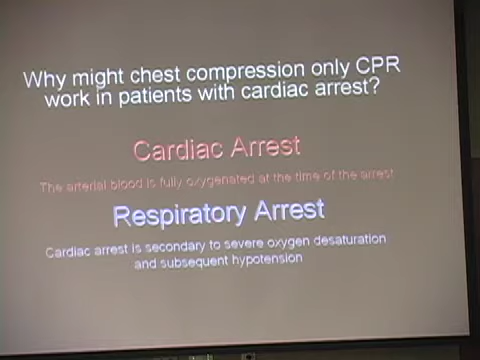 Why might chest compression only CPR
work in patients with cardiac arrest?
Cardiac Arrest
The arterial blood is fully oxygenated at the time of the arrest
Respiratory Arrest
Cardiac arrest is secondary to severe oxygen desaturation
and subsequent hypotension